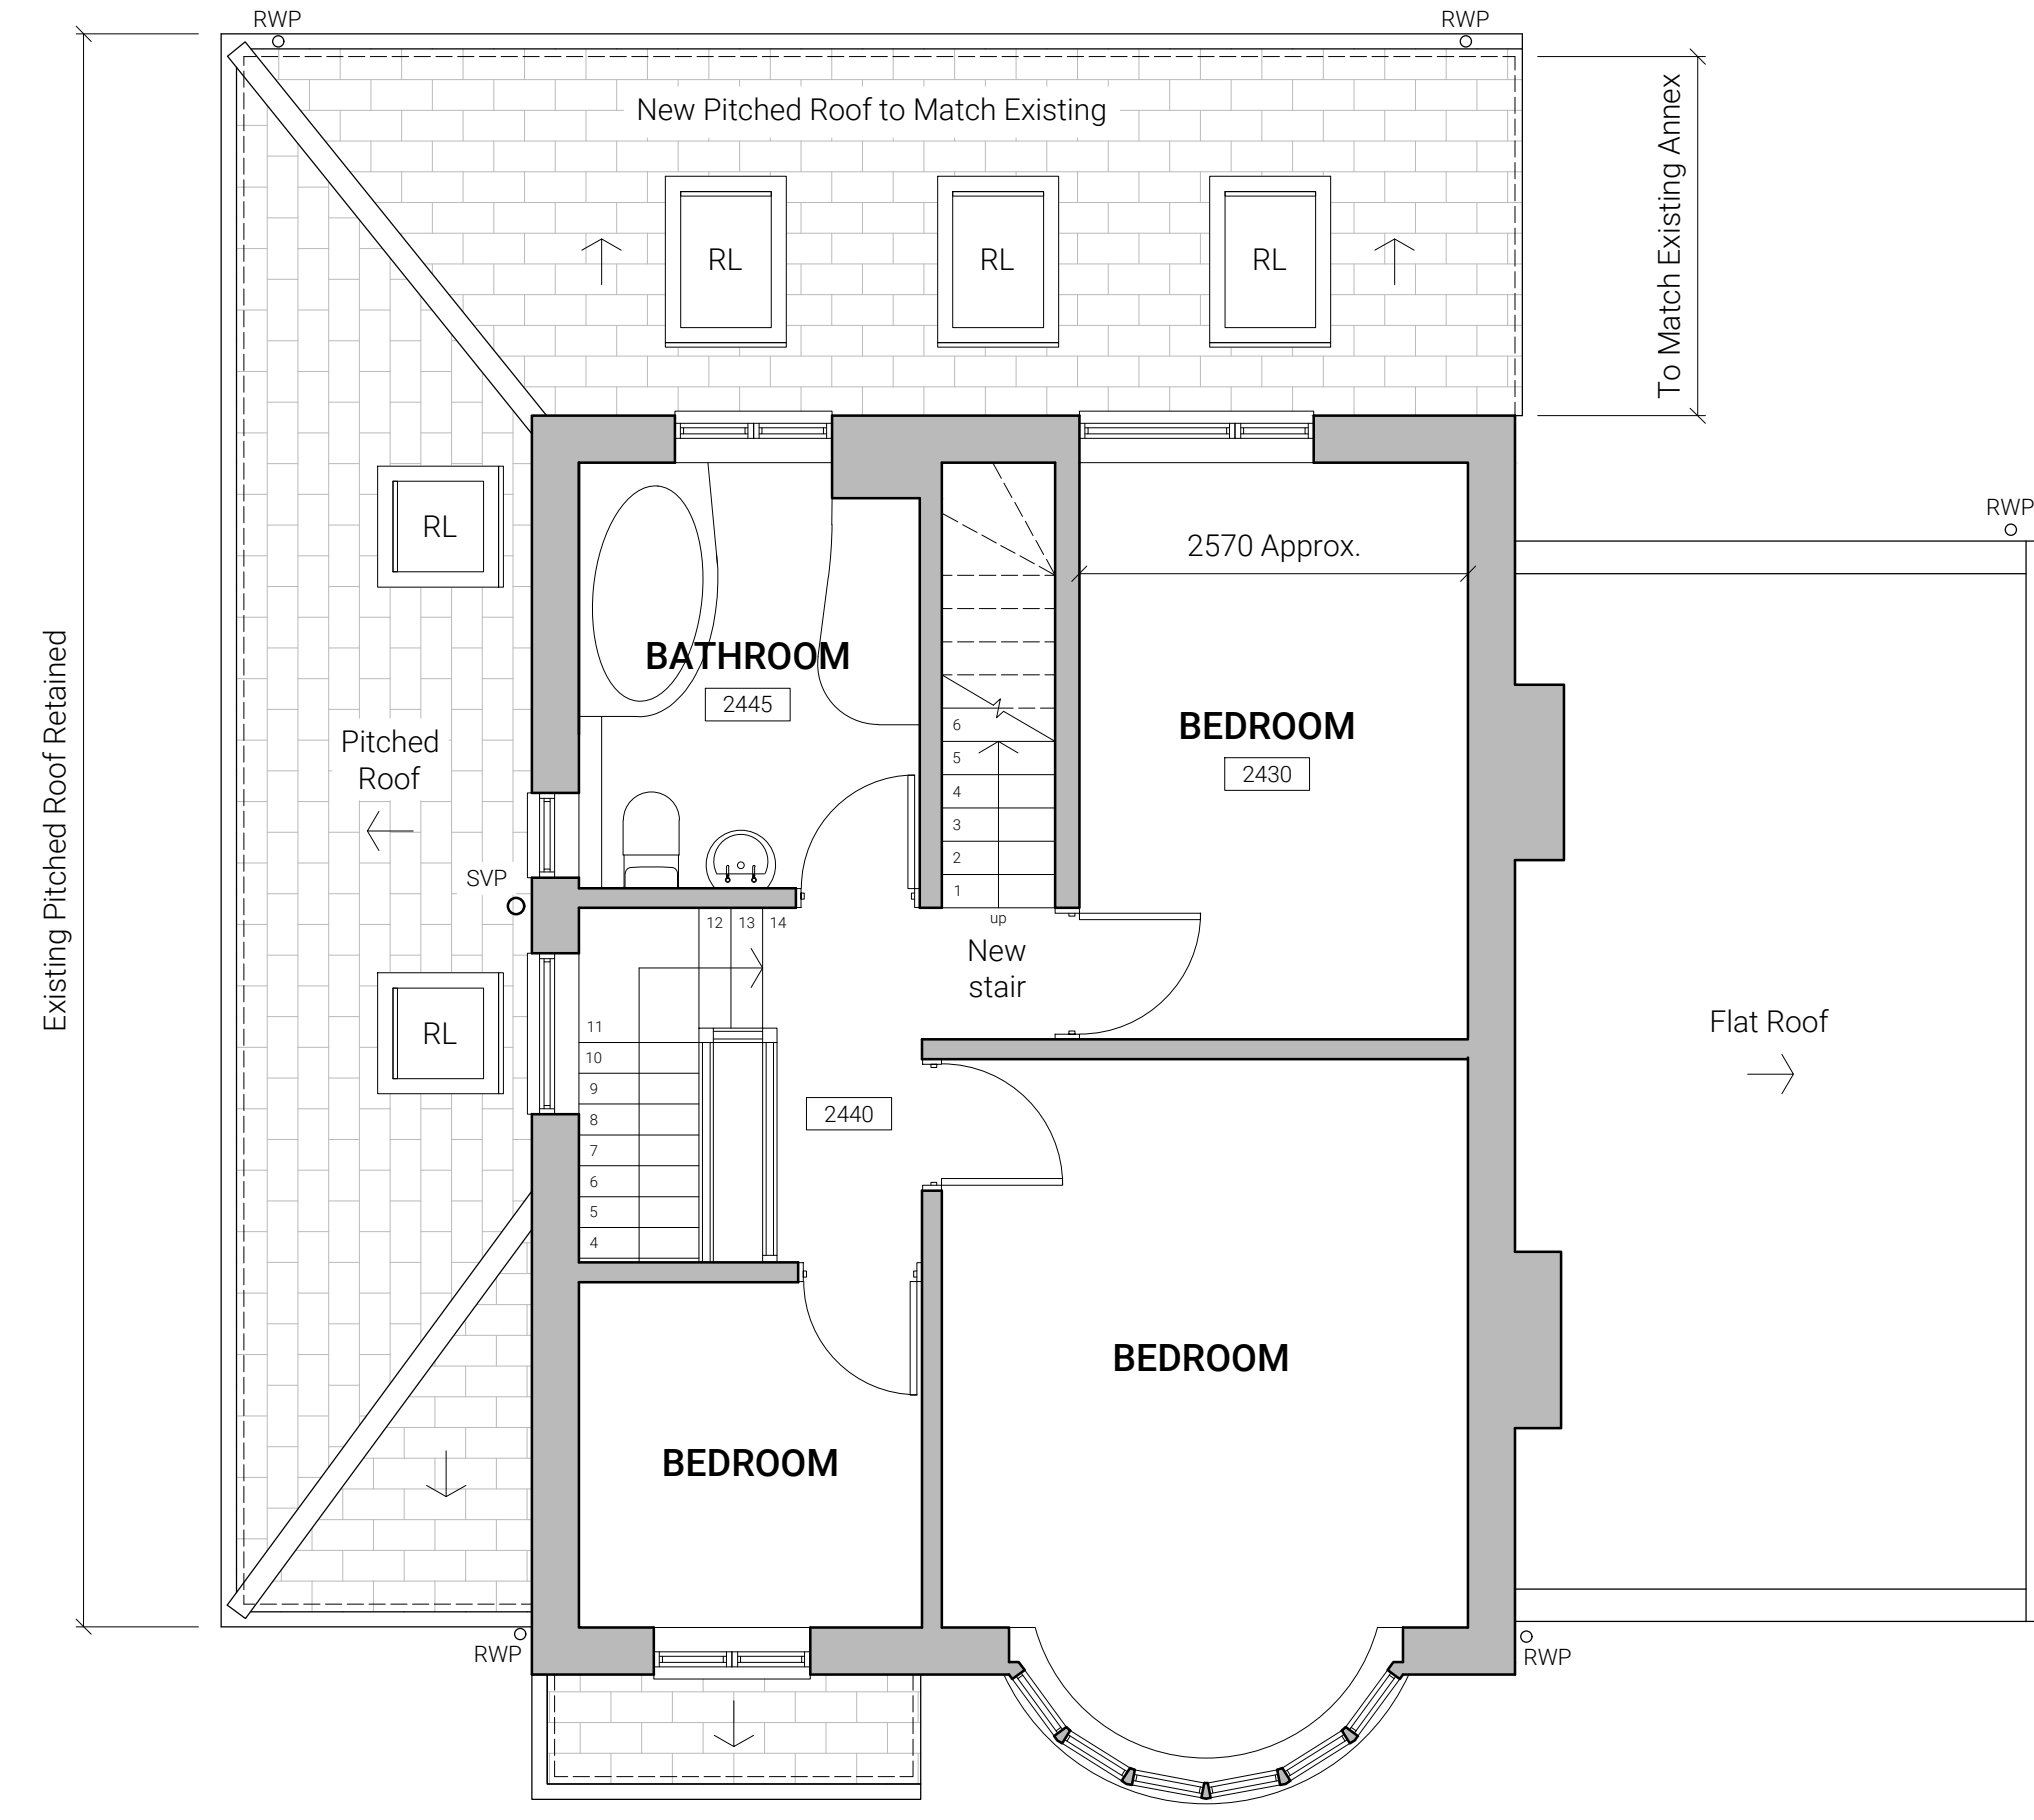 RWP
RWP
New Pitched Roof to Match Existing
To Match Existing Annex
RL
RL
RL
RWP
RL
2570 Approx.
BATHROOM
2445
Existing Pitched Roof Retained
Pitched
Roof
BEDROOM
2430
6
5
4
3
2
1
SVP
up
12
13
14
New
stair
RL
11
10
9
8
7
6
5
4
Flat Roof
2440
BEDROOM
BEDROOM
RWP
RWP